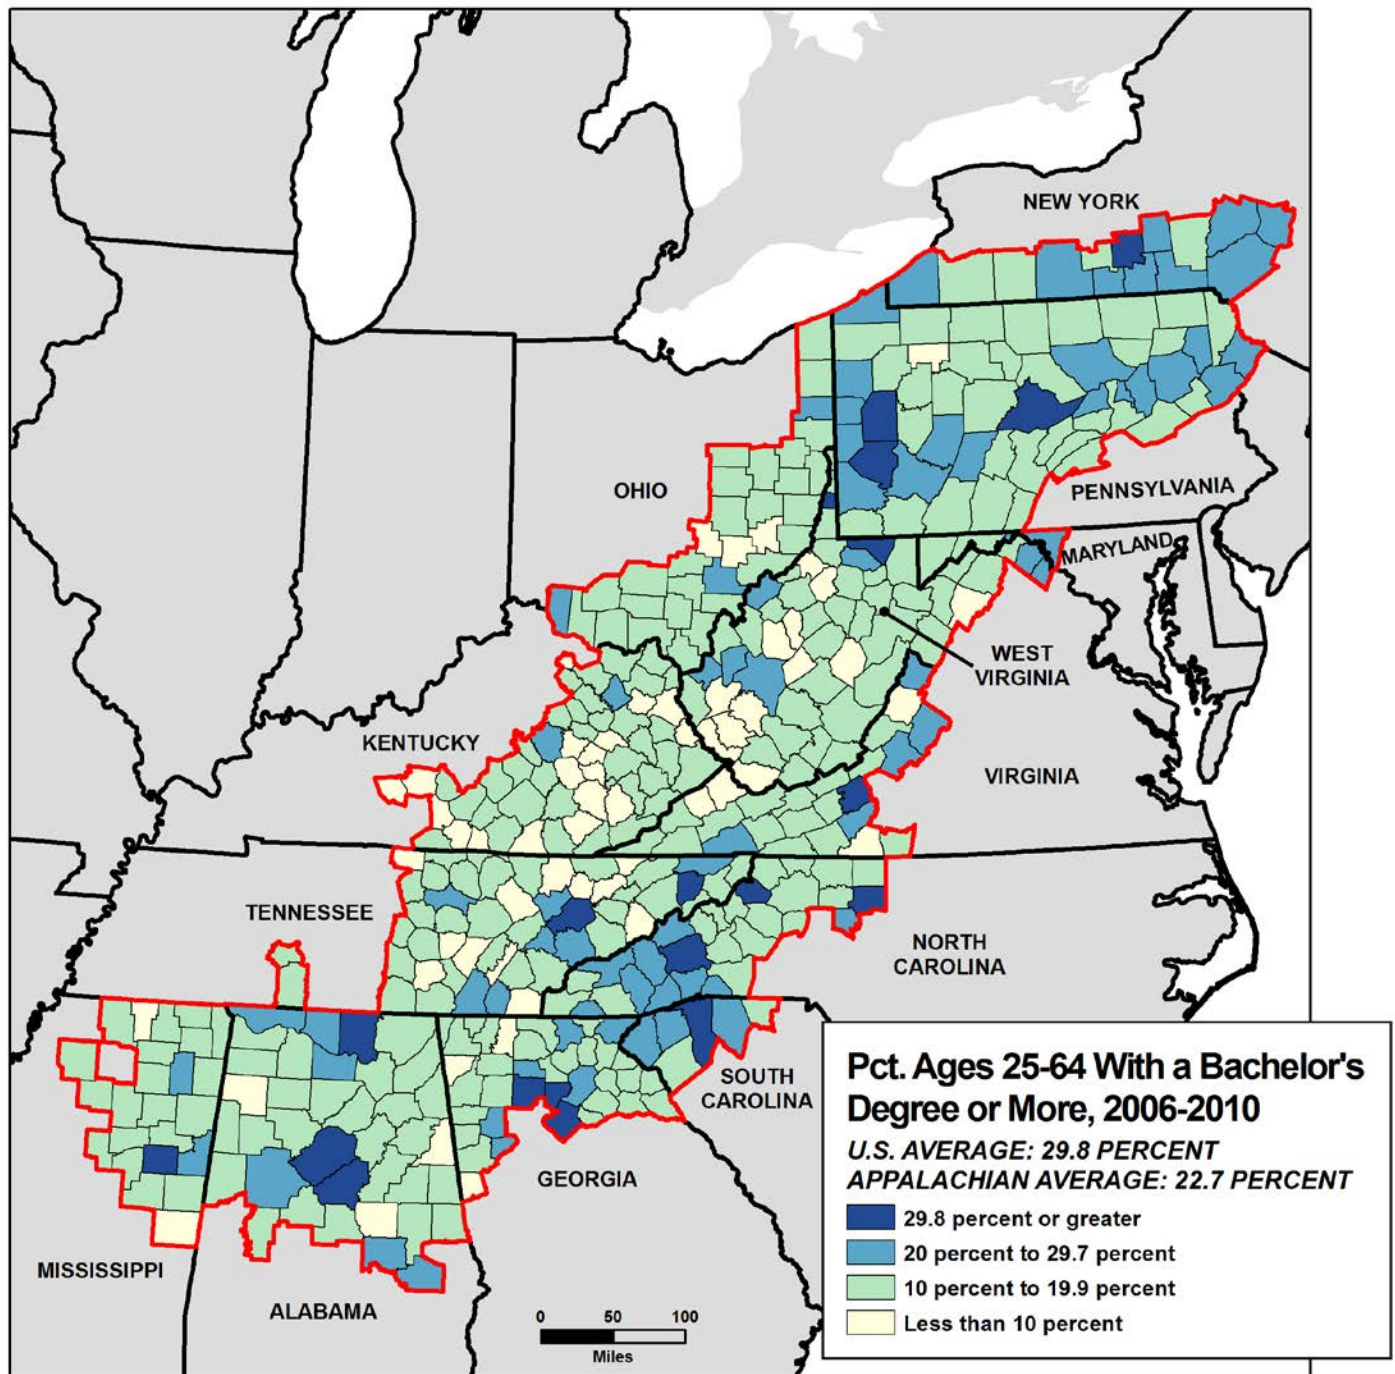 NEW YORK
OHIO
PENNSYLVANIA
MARYLAND
WEST
VIRGINIA
KENTUCKY
VIRGINIA
TENNESSEE
NORTH
CAROLINA
SOUTH
CAROLINA
GEORGIA
MISSISSIPPI
ALABAMA
0 50 100
Miles
Pct. Ages 25-64 With a Bachelor's
Degree or More, 2006-2010
U.S. AVERAGE: 29.8 PERCENT
APPALACHIAN AVERAGE: 22.7 PERCENT
29.8 percent or greater
20 percent to 29.7 percent
10 percent to 19.9 percent
Less than 10 percent